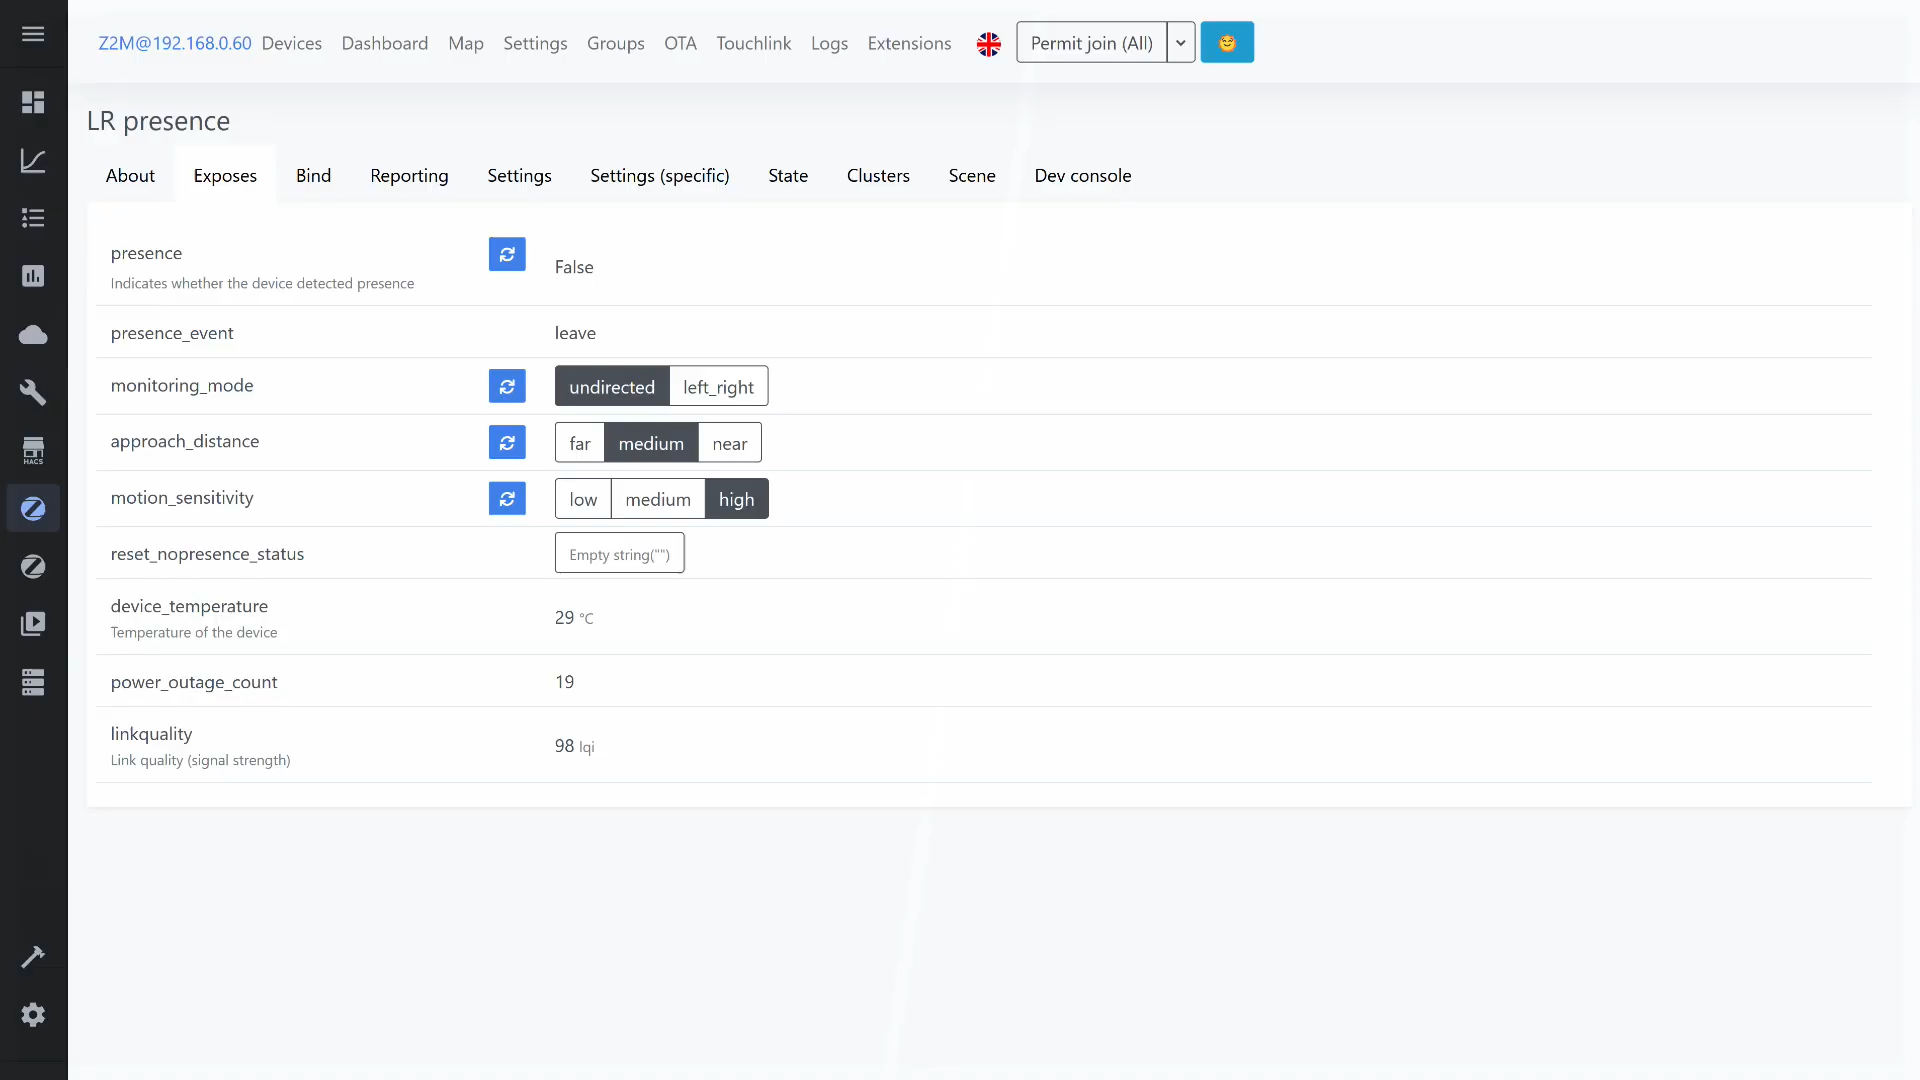 Z2M@192.168.0.60 Devices Dashboard Map Settings Groups OTA Touchlink Logs Extensions Permit join (All)
LR presence
About Exposes Bind Reporting Settings Settings (specific) State Clusters Scene Dev console
presence
False
Indicates whether the device detected presence
presence_event leave
monitoring_mode undirected left_right
approach_distance far medium near
motion_sensitivity low medium high
HACS
reset_nopresence_status Empty string("")
device_temperature
29 °C
Temperature of the device
power_outage_count 19
linkquality
98 lqi
Link quality (signal strength)